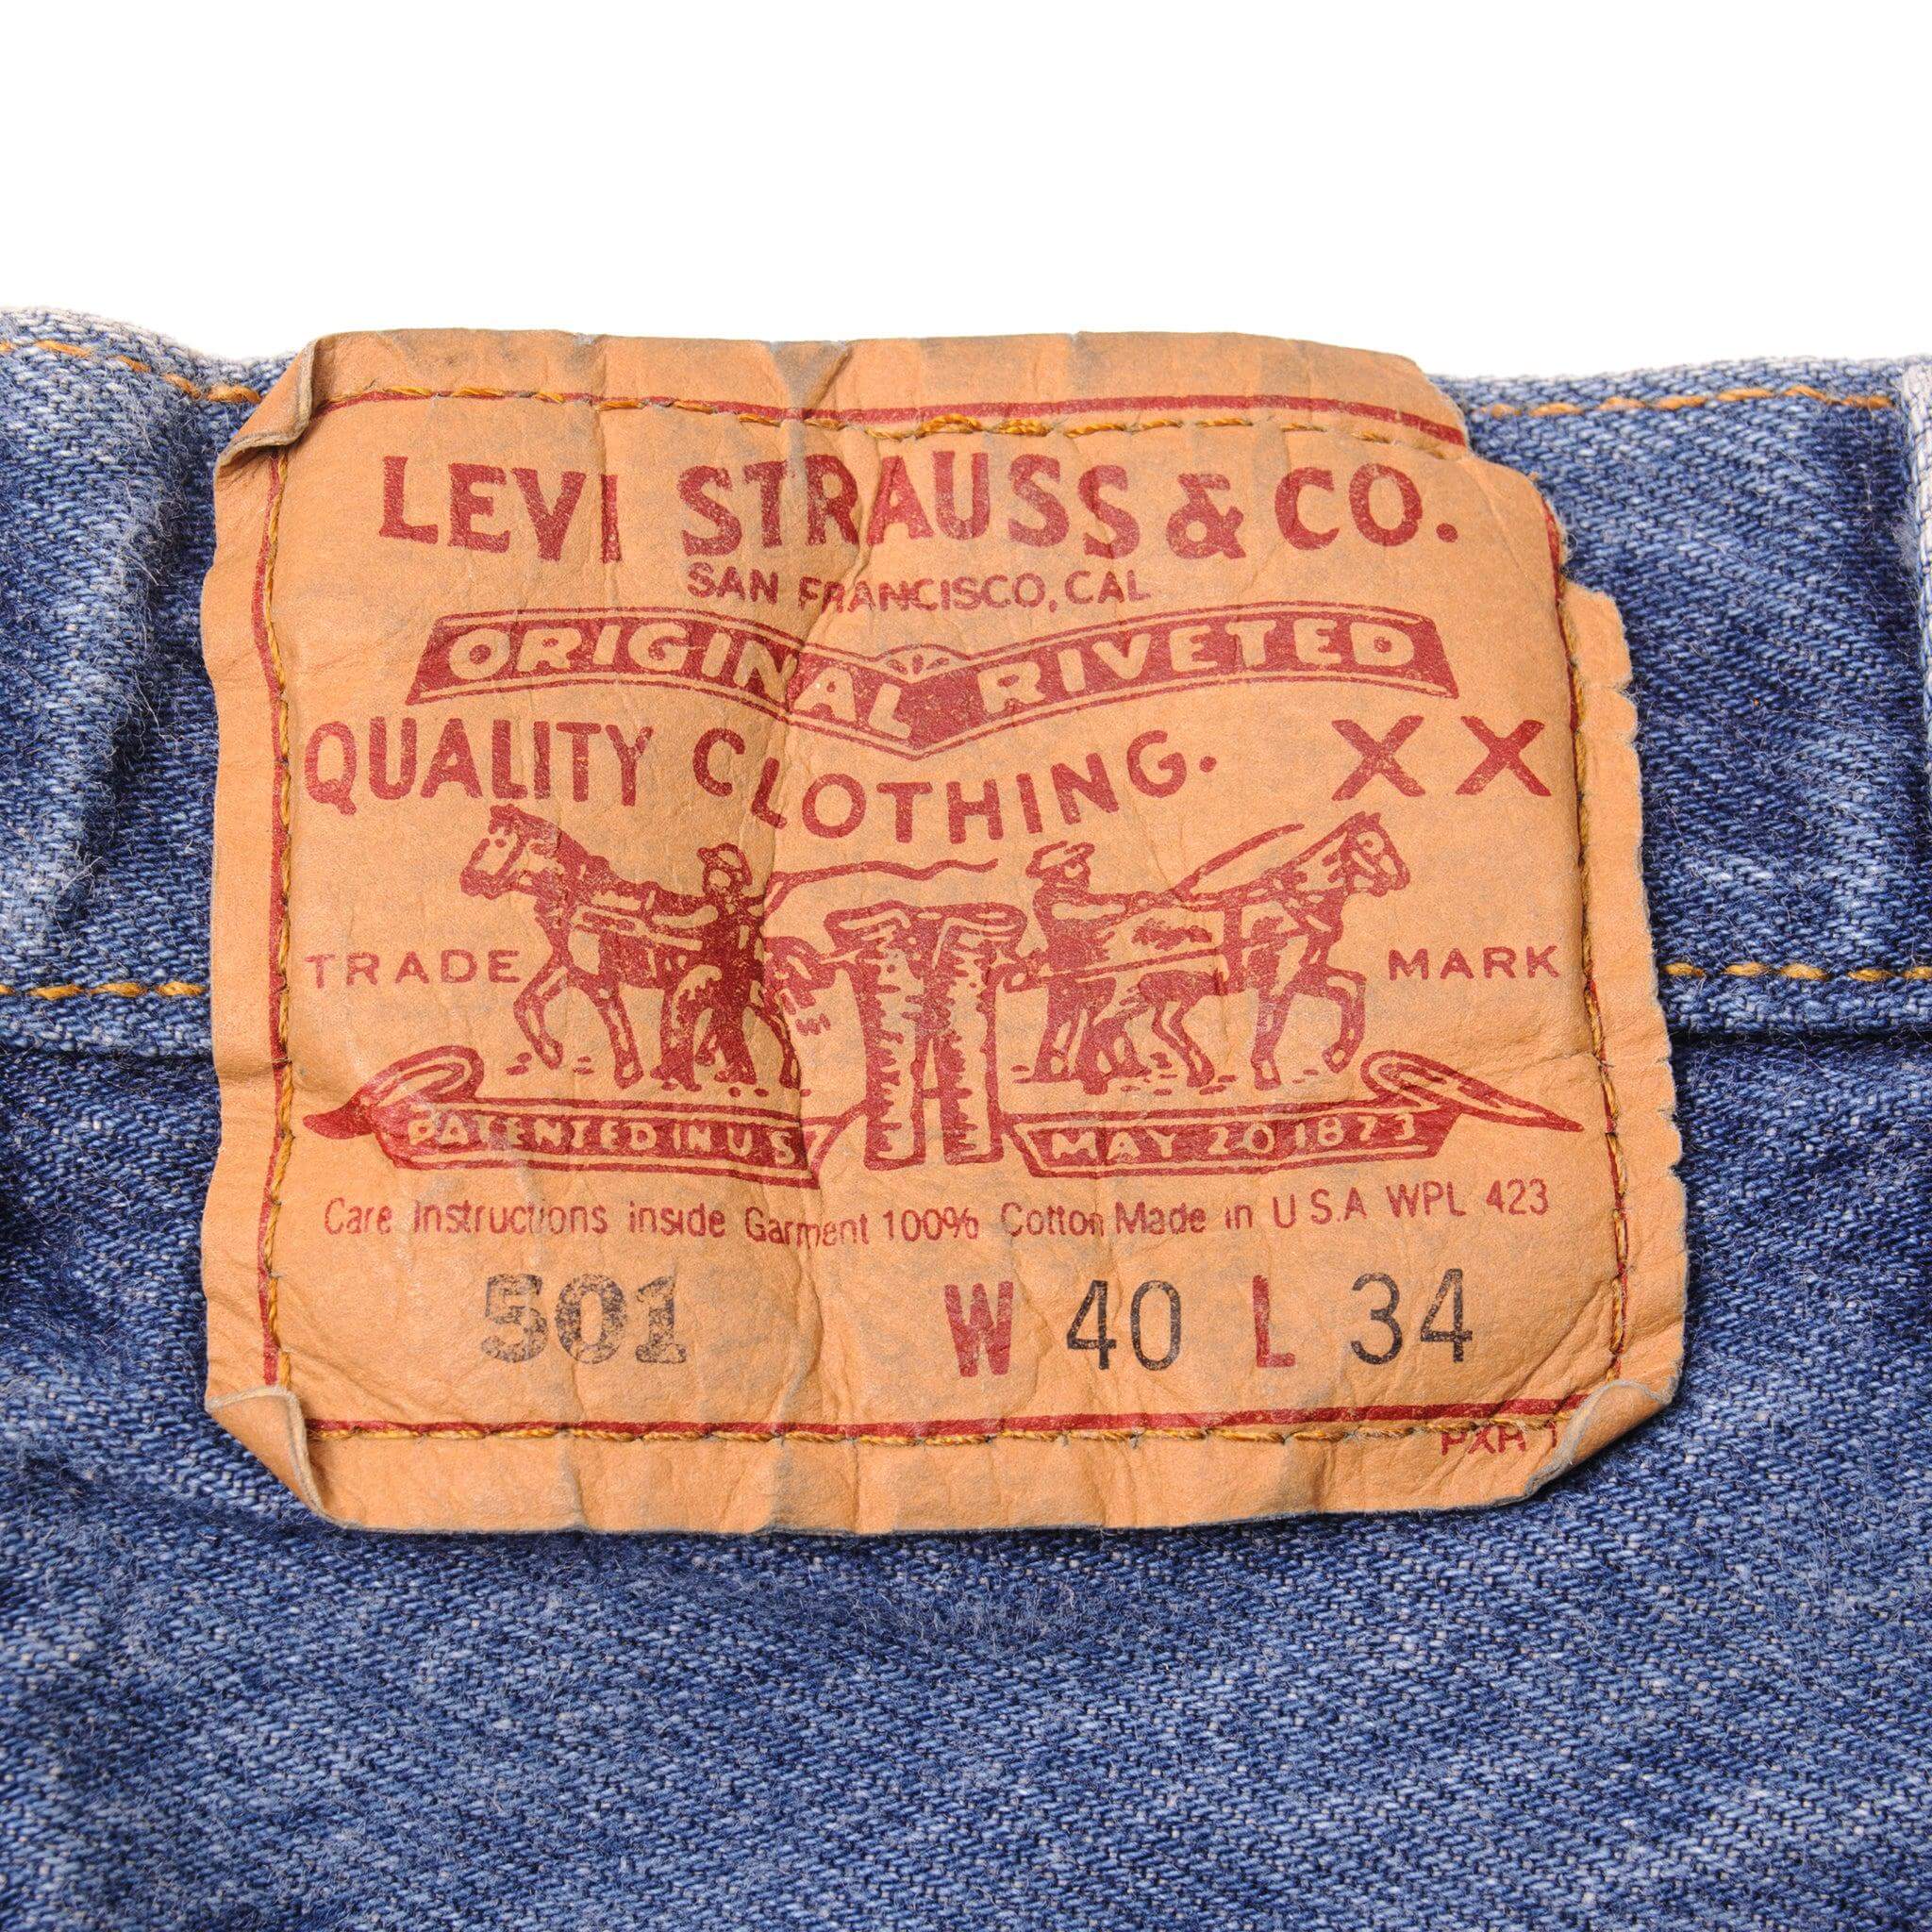 LEVI STRAUSS & CO.
SAN FRANCISCO, CAL
ORIGINAL RIVETED
QUALITY CLOTHING. XX
TRADE MARK
PATENTED IN U.S. MAY 20 1873
Care Instructions inside Garment 100% Cotton Made in U.S.A WPL 423
501 W 40 L 34